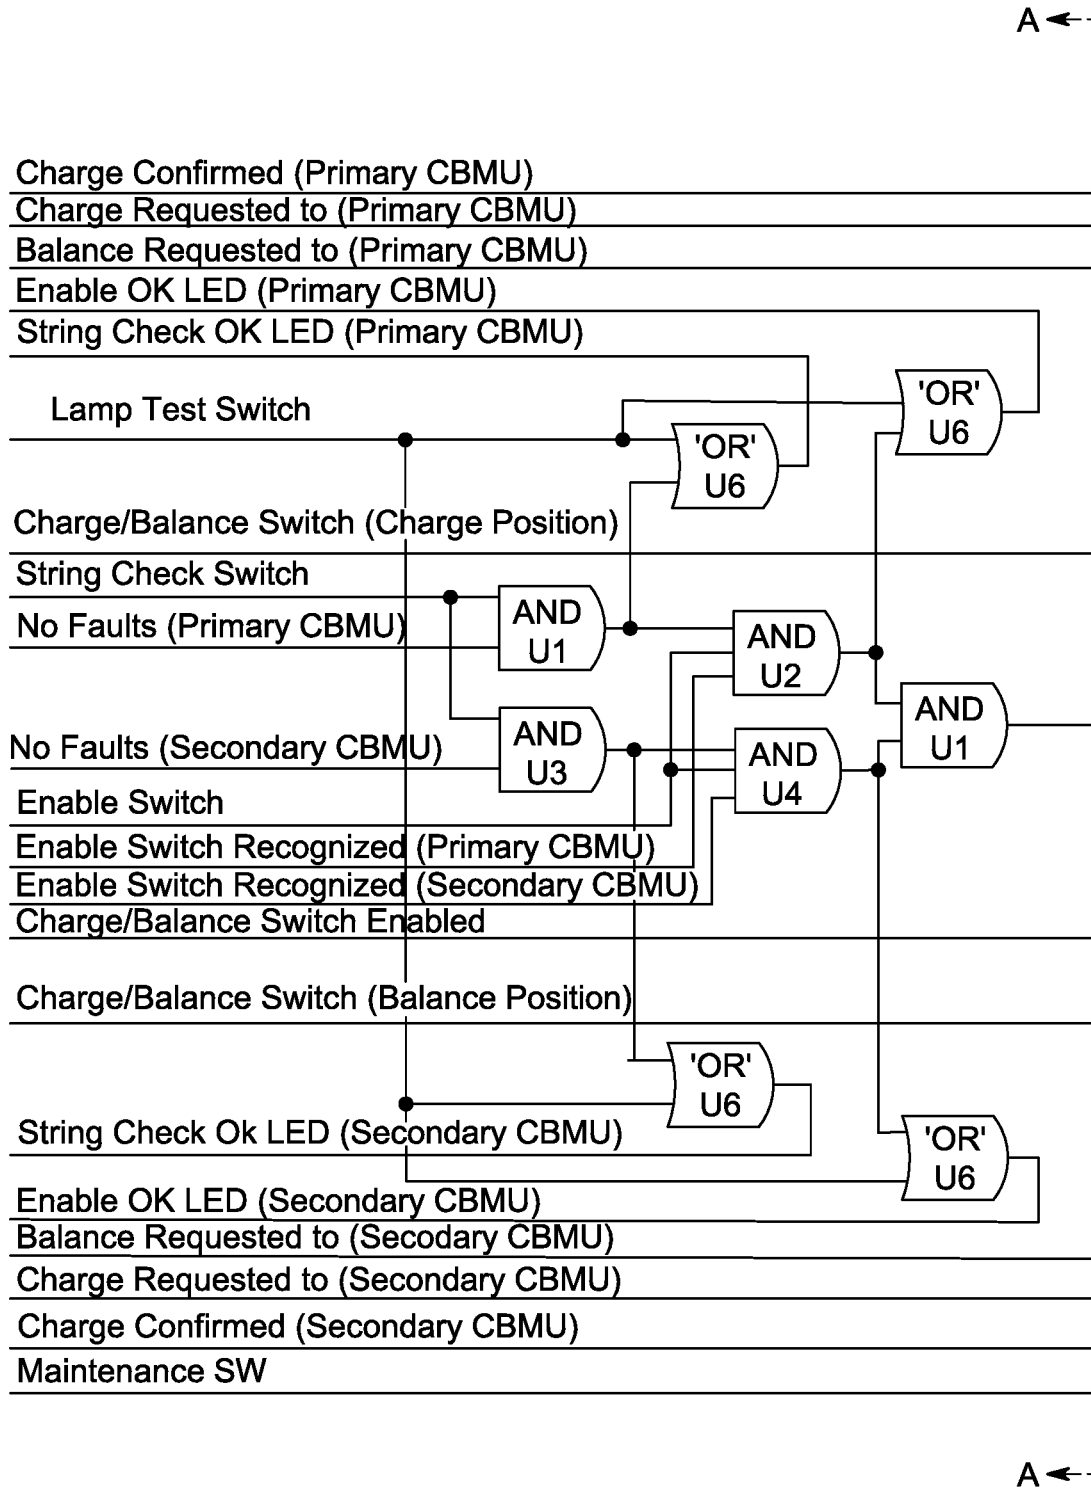 A
Charge Confirmed (Primary CBMU)
Charge Requested to (Primary CBMU)
Balance Requested to (Primary CBMU)
Enable OK LED (Primary CBMU)
String Check OK LED (Primary CBMU)
'OR'
U6
Lamp Test Switch
'OR'
U6
Charge/Balance Switch (Charge Position)
String Check Switch
AND
U1
No Faults (Primary CBMU)
AND
U2
AND
U1
AND
U3
No Faults (Secondary CBMU)
AND
U4
Enable Switch
Enable Switch Recognized (Primary CBMU)
Enable Switch Recognized (Secondary CBMU)
Charge/Balance Switch Enabled
Charge/Balance Switch (Balance Position)
'OR'
U6
String Check Ok LED (Secondary CBMU)
'OR'
U6
Enable OK LED (Secondary CBMU)
Balance Requested to (Secodary CBMU)
Charge Requested to (Secondary CBMU)
Charge Confirmed (Secondary CBMU)
Maintenance SW
A